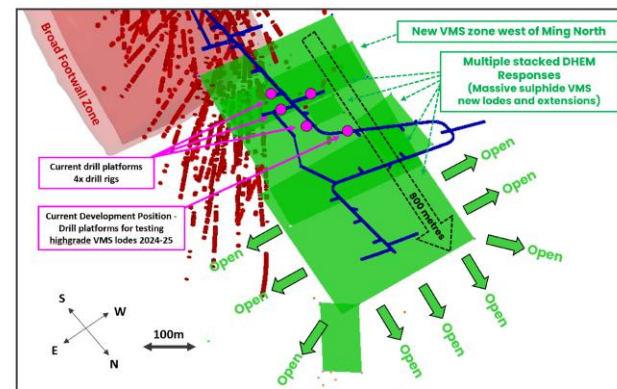 Broad Footwall Zone
New VMS zone west of Ming North
Multiple stacked DHEM
Responses
(Massive sulphide VMS
new lodes and extensions)
Current drill platforms
4x drill rigs
Current Development Position -
Drill platforms for testing
highgrade VMS lodes 2024-25
800 metres
Open
Open
Open
Open
Open
Open
Open
Open
Open
S
W
E
N
100m